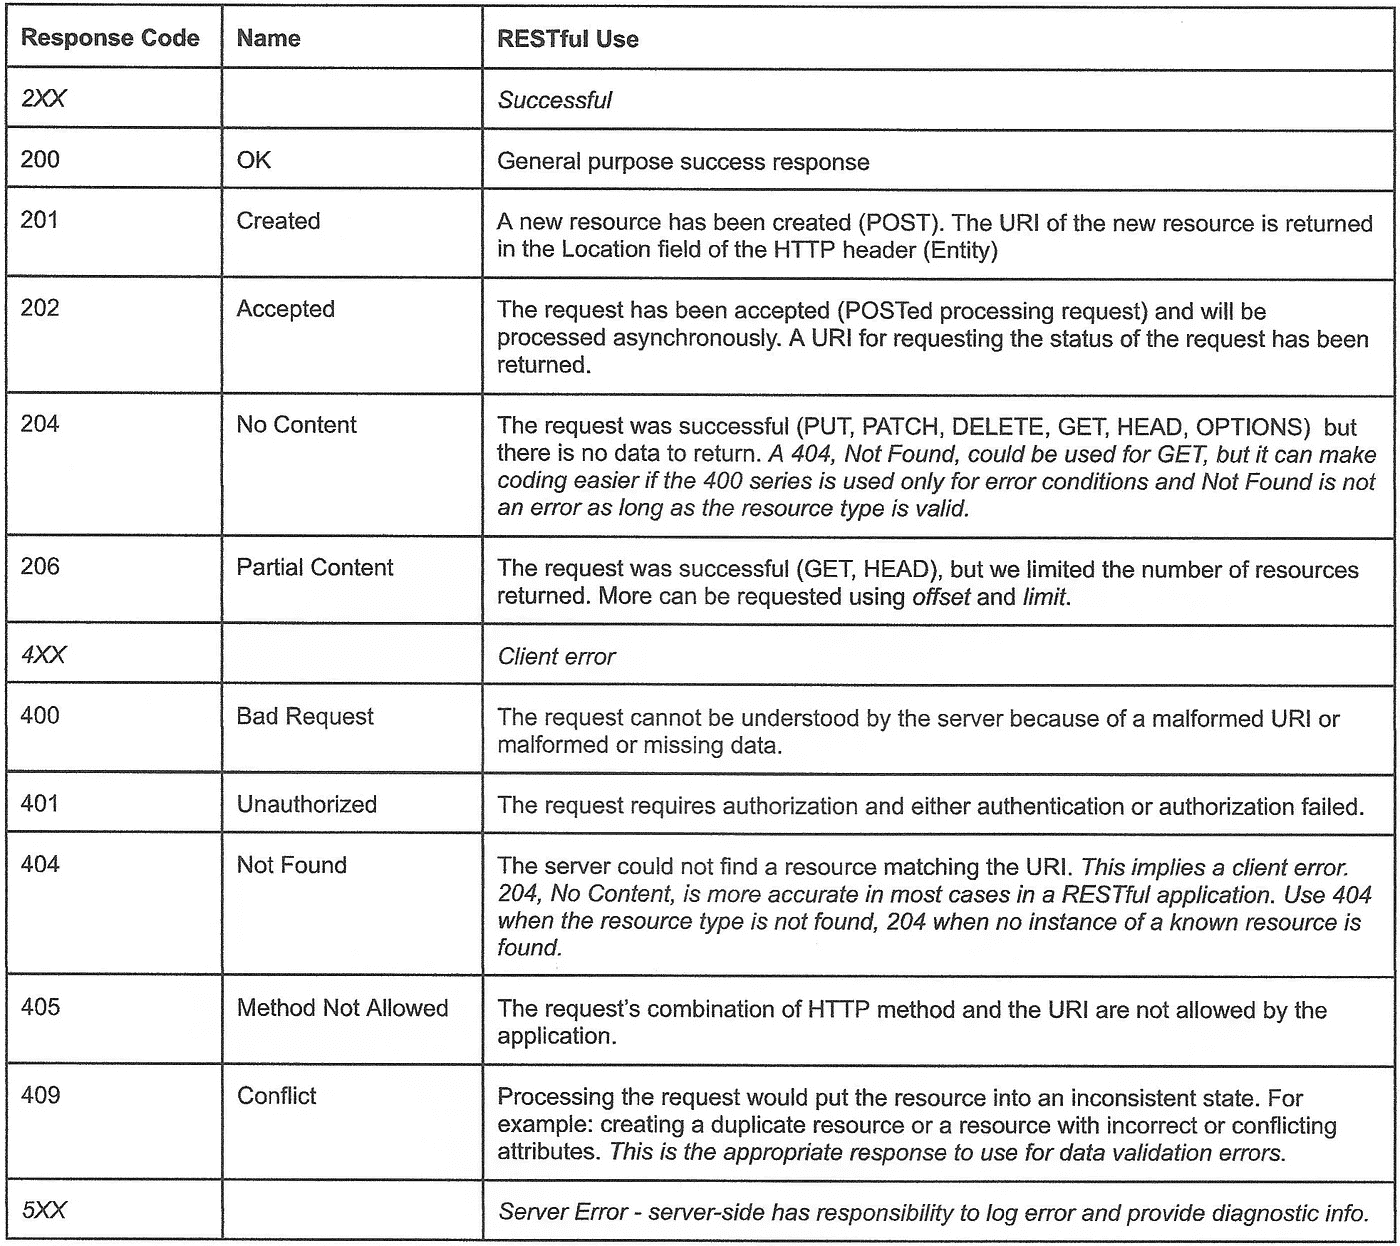 Response Code Name RESTful Use
2XX Successful
200 OK General purpose success response
201 Created A new resource has been created (POST). The URI of the new resource is returned
in the Location field of the HTTP header (Entity)
202 Accepted The request has been accepted (POSTed processing request) and will be
processed asynchronously. A URI for requesting the status of the request has been
returned.
204 No Content The request was successful (PUT, PATCH, DELETE, GET, HEAD, OPTIONS) but
there is no data to return. A 404, Not Found, could be used for GET, but it can make
coding easier if the 400 series is used only for error conditions and Not Found is not
an error as long as the resource type is valid.
206 Partial Content The request was successful (GET, HEAD), but we limited the number of resources
returned. More can be requested using offset and limit.
4XX Client error
400 Bad Request The request cannot be understood by the server because of a malformed URI or
malformed or missing data.
401 Unauthorized The request requires authorization and either authentication or authorization failed.
404 Not Found The server could not find a resource matching the URI. This implies a client error.
204, No Content, is more accurate in most cases in a RESTful application. Use 404
when the resource type is not found, 204 when no instance of a known resource is
found.
405 Method Not Allowed The request's combination of HTTP method and the URI are not allowed by the
application.
409 Conflict Processing the request would put the resource into an inconsistent state. For
example: creating a duplicate resource or a resource with incorrect or conflicting
attributes. This is the appropriate response to use for data validation errors.
5XX Server Error - server-side has responsibility to log error and provide diagnostic info.